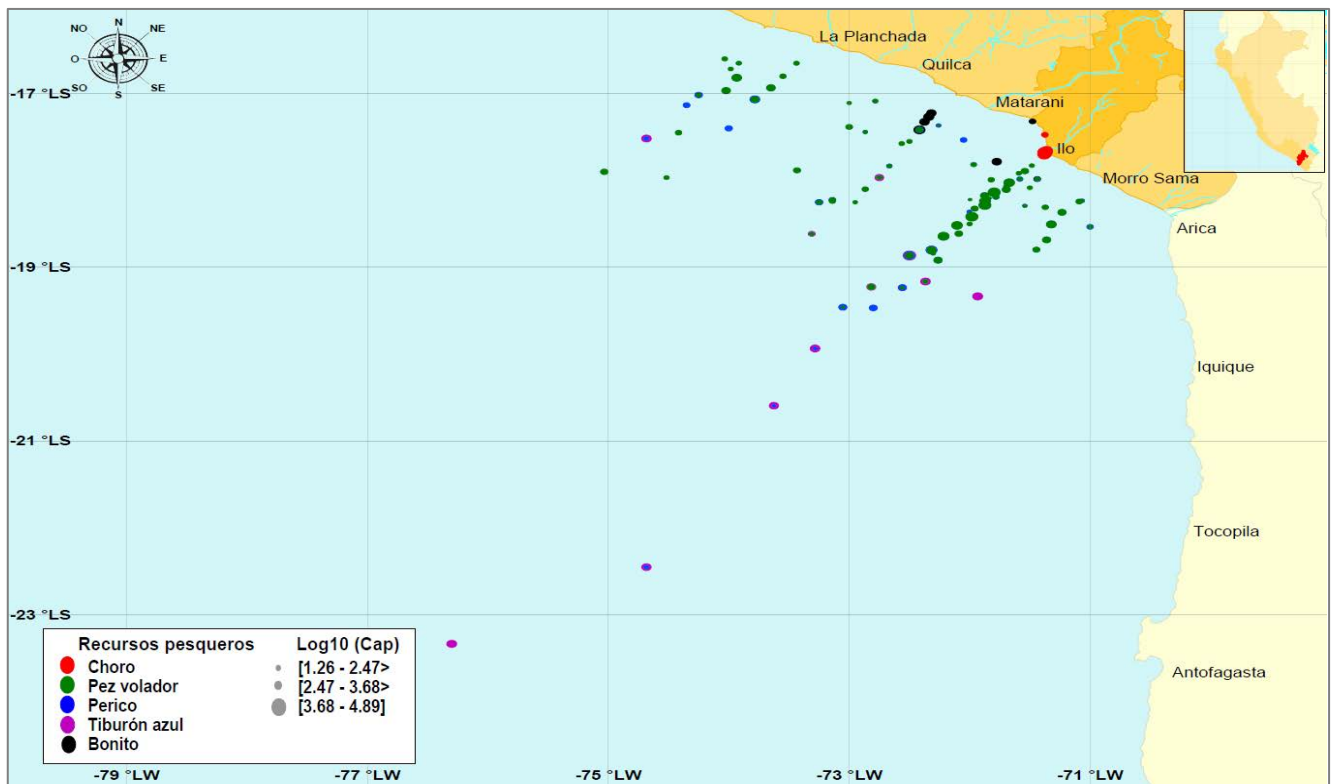 N
NO NE
O E
SO SE
S
La Planchada
Quilca
-17 °LS
Matarani
Ilo
Morro Sama
Arica
-19 °LS
Iquique
-21 °LS
Tocopila
-23 °LS
Antofagasta
Recursos pesqueros
Choro
Pez volador
Perico
Tiburón azul
Bonito
Log10 (Cap)
[1.26 - 2.47>
[2.47 - 3.68>
[3.68 - 4.89]
-79 °LW -77 °LW -75 °LW -73 °LW -71 °LW